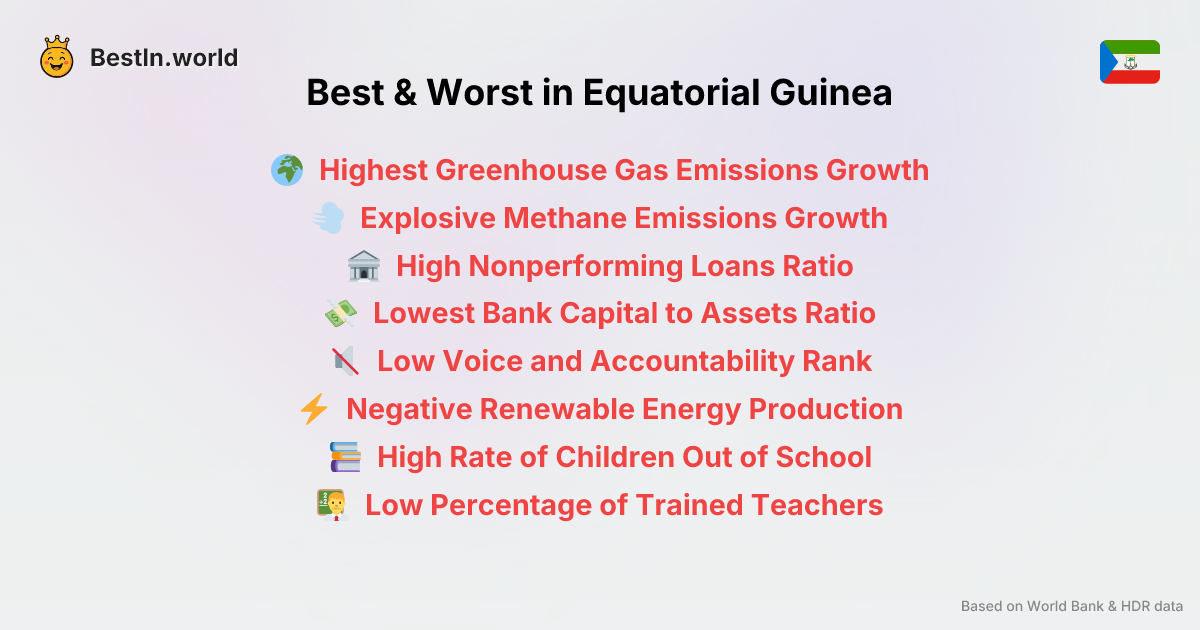 BestIn.world
Best & Worst in Equatorial Guinea
Highest Greenhouse Gas Emissions Growth
Explosive Methane Emissions Growth
High Nonperforming Loans Ratio
Lowest Bank Capital to Assets Ratio
Low Voice and Accountability Rank
Negative Renewable Energy Production
High Rate of Children Out of School
Low Percentage of Trained Teachers
Based on World Bank & HDR data